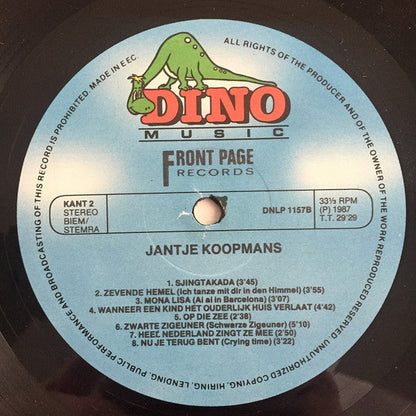 DINO
MUSIC
FRONT PAGE
RECORDS
KANT 2
STEREO
BIEM/
STEMRA
DNLP 1157B
33⅓ RPM
(P) 1987
T.T. 29'29
JANTJE KOOPMANS
1. SJINGTAKADA (3'45)
2. ZEVENDE HEMEL (Ich tanze mit dir in den Himmel) (3'55)
3. MONA LISA (Ai ai in Barcelona) (3'07)
4. WANNEER EEN KIND HET OUDERLIJK HUIS VERLAAT (4'42)
5. OP DIE ZEE (2'38)
6. ZWARTE ZIGEUNER (Schwarze Zigeuner) (5'10)
7. HEEL NEDERLAND ZINGT ZE MEE (2'50)
8. NU JE TERUG BENT (Crying time) (3'22)
ALL RIGHTS OF THE PRODUCER AND OF THE OWNER OF THE WORK REPRODUCED RESERVED. UNAUTHORIZED COPYING, HIRING, LENDING, PUBLIC PERFORMANCE AND BROADCASTING OF THIS RECORD IS PROHIBITED. MADE IN EEC.